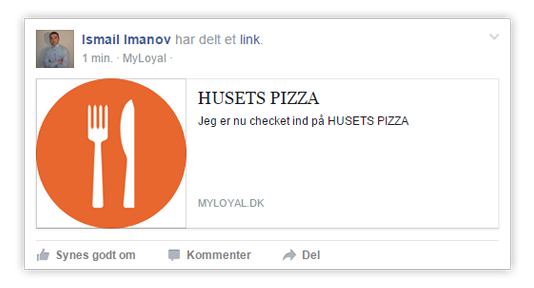 Ismail Imanov har delt et link.
1 min. · MyLoyal ·
HUSETS PIZZA
Jeg er nu checket ind på HUSETS PIZZA
MYLOYAL.DK
Synes godt om Kommenter Del